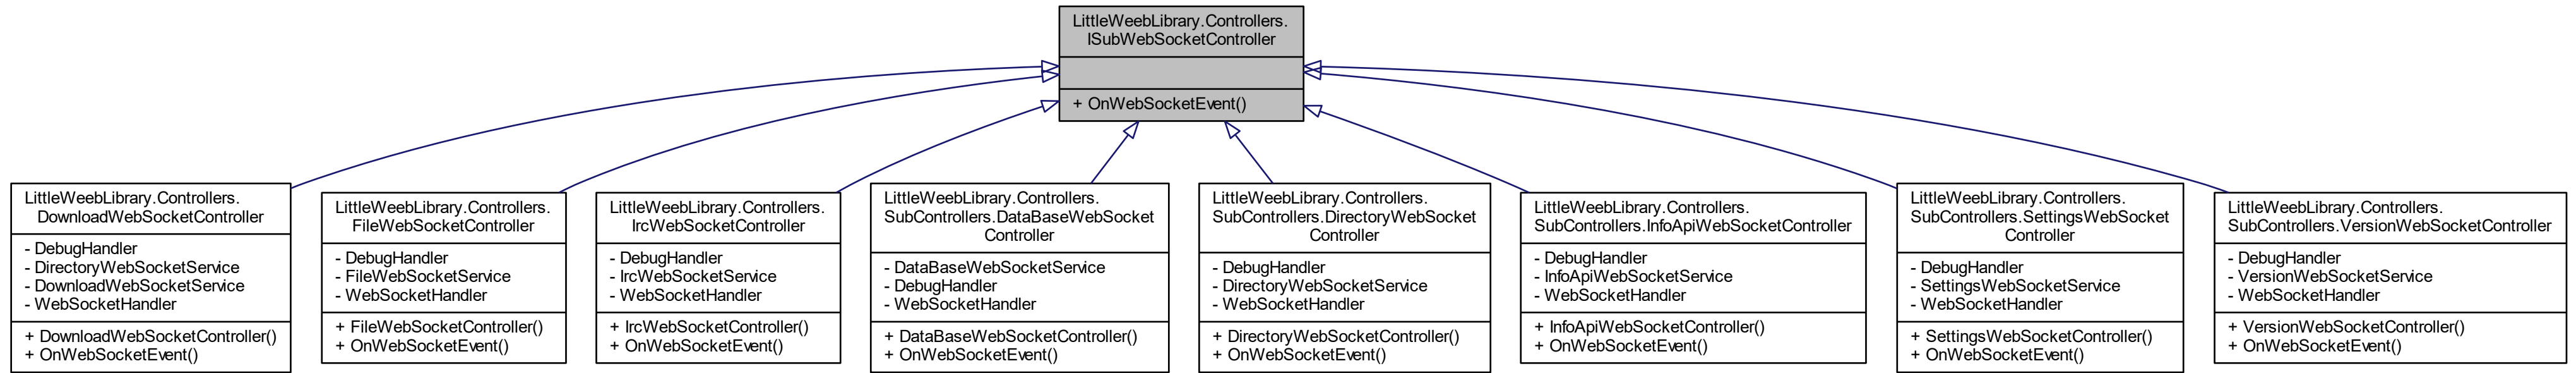 LittleWeebLibrary.Controllers.
ISubWebSocketController
+ OnWebSocketEvent()
LittleWeebLibrary.Controllers.
DownloadWebSocketController
- DebugHandler
- DirectoryWebSocketService
- DownloadWebSocketService
- WebSocketHandler
+ DownloadWebSocketController()
+ OnWebSocketEvent()
LittleWeebLibrary.Controllers.
FileWebSocketController
- DebugHandler
- FileWebSocketService
- WebSocketHandler
+ FileWebSocketController()
+ OnWebSocketEvent()
LittleWeebLibrary.Controllers.
IrcWebSocketController
- DebugHandler
- IrcWebSocketService
- WebSocketHandler
+ IrcWebSocketController()
+ OnWebSocketEvent()
LittleWeebLibrary.Controllers.
SubControllers.DataBaseWebSocket
Controller
- DataBaseWebSocketService
- DebugHandler
- WebSocketHandler
+ DataBaseWebSocketController()
+ OnWebSocketEvent()
LittleWeebLibrary.Controllers.
SubControllers.DirectoryWebSocket
Controller
- DebugHandler
- DirectoryWebSocketService
- WebSocketHandler
+ DirectoryWebSocketController()
+ OnWebSocketEvent()
LittleWeebLibrary.Controllers.
SubControllers.InfoApiWebSocketController
- DebugHandler
- InfoApiWebSocketService
- WebSocketHandler
+ InfoApiWebSocketController()
+ OnWebSocketEvent()
LittleWeebLibrary.Controllers.
SubControllers.SettingsWebSocket
Controller
- DebugHandler
- SettingsWebSocketService
- WebSocketHandler
+ SettingsWebSocketController()
+ OnWebSocketEvent()
LittleWeebLibrary.Controllers.
SubControllers.VersionWebSocketController
- DebugHandler
- VersionWebSocketService
- WebSocketHandler
+ VersionWebSocketController()
+ OnWebSocketEvent()